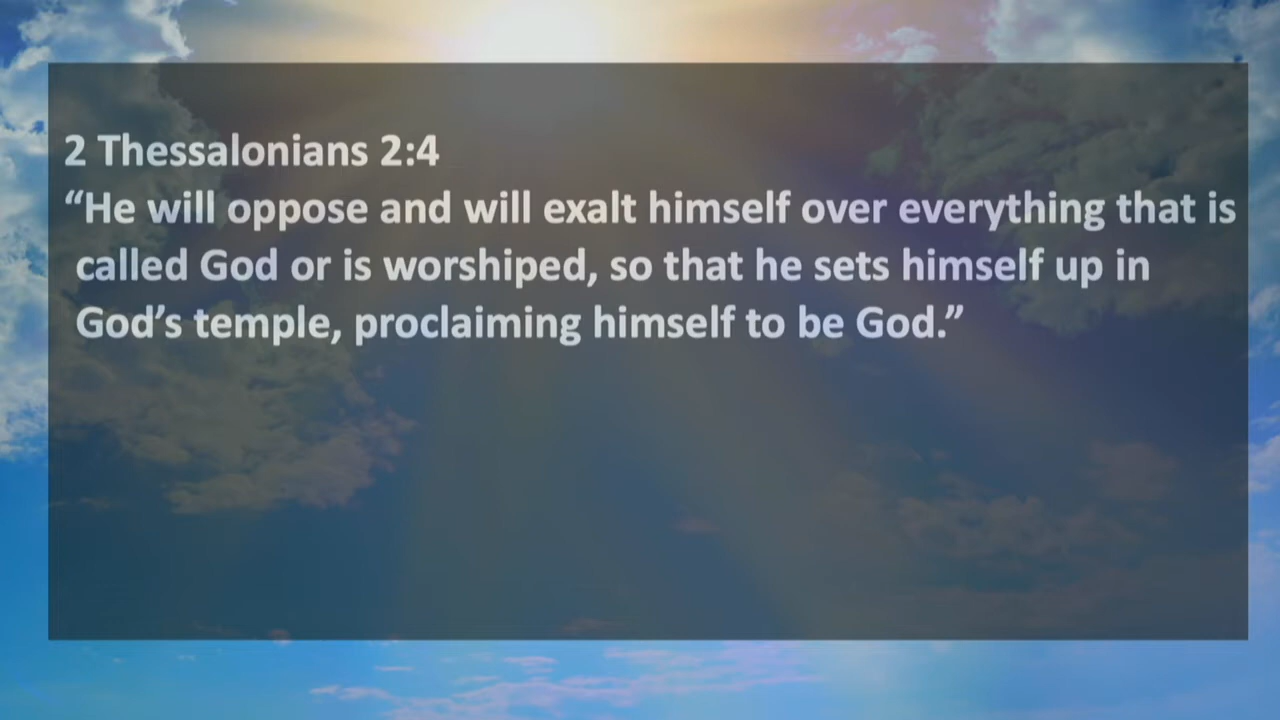 2 Thessalonians 2:4
“He will oppose and will exalt himself over everything that is
called God or is worshiped, so that he sets himself up in
God’s temple, proclaiming himself to be God.”